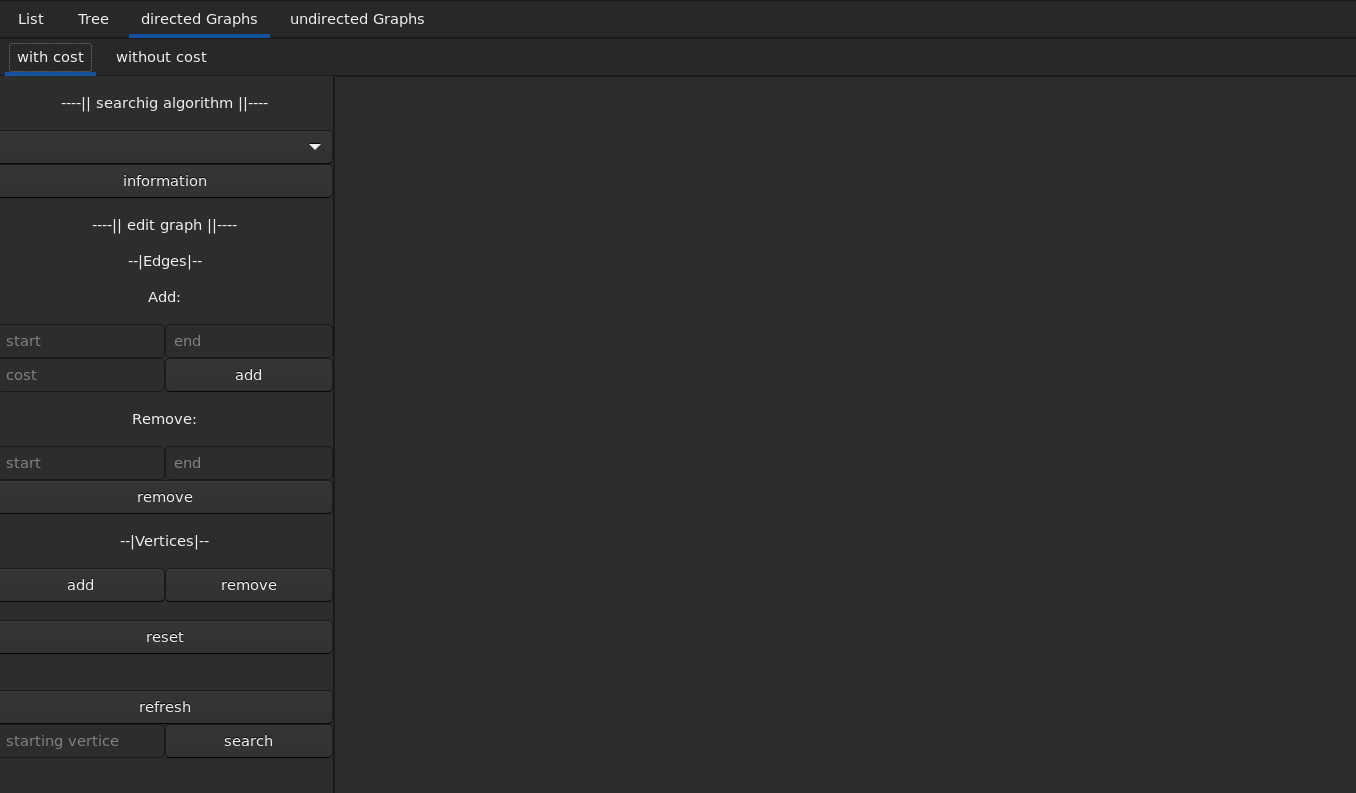 List Tree directed Graphs undirected Graphs
with cost without cost
----|| searchig algorithm ||----
information
----|| edit graph ||----
--|Edges|--
Add:
start end
cost add
Remove:
start end
remove
--|Vertices|--
add remove
reset
refresh
starting vertice search